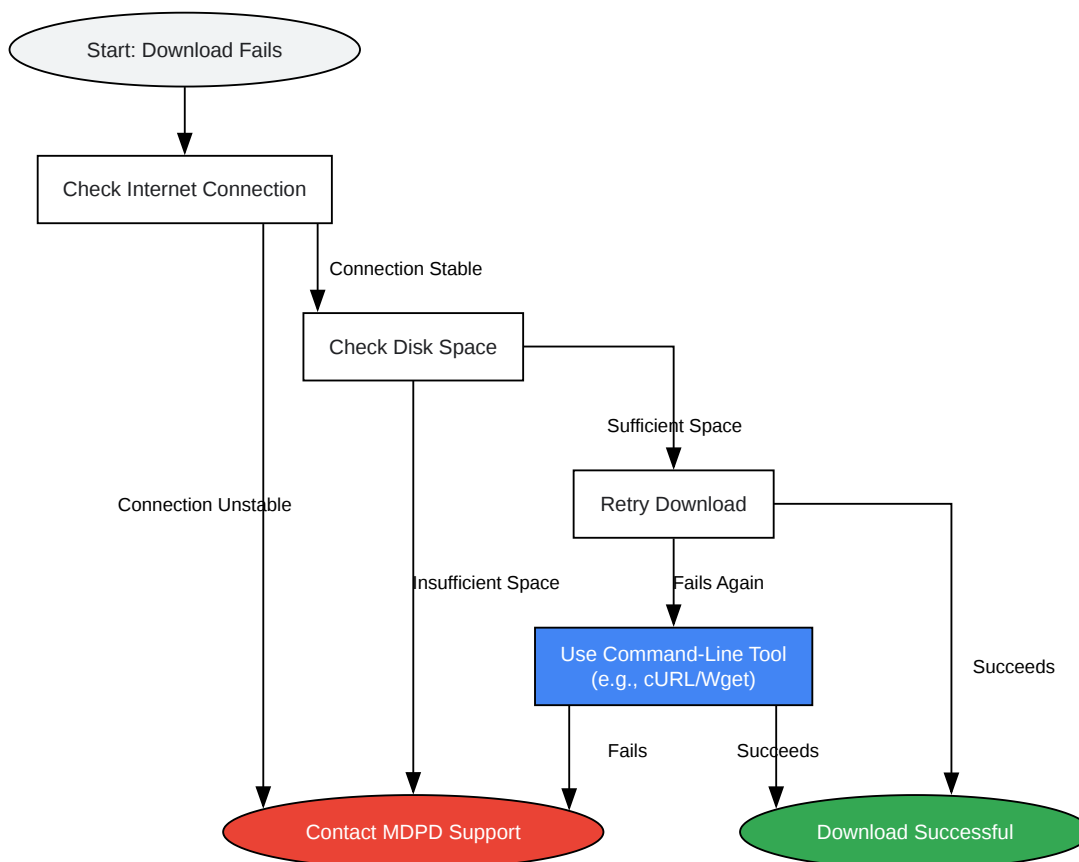 Start: Download Fails
Check Internet Connection
Connection Stable
Check Disk Space
Sufficient Space
Connection Unstable
Retry Download
Insufficient Space
Fails Again
Use Command-Line Tool
(e.g., cURL/Wget)
Succeeds
Fails
Succeeds
Contact MDPD Support
Download Successful